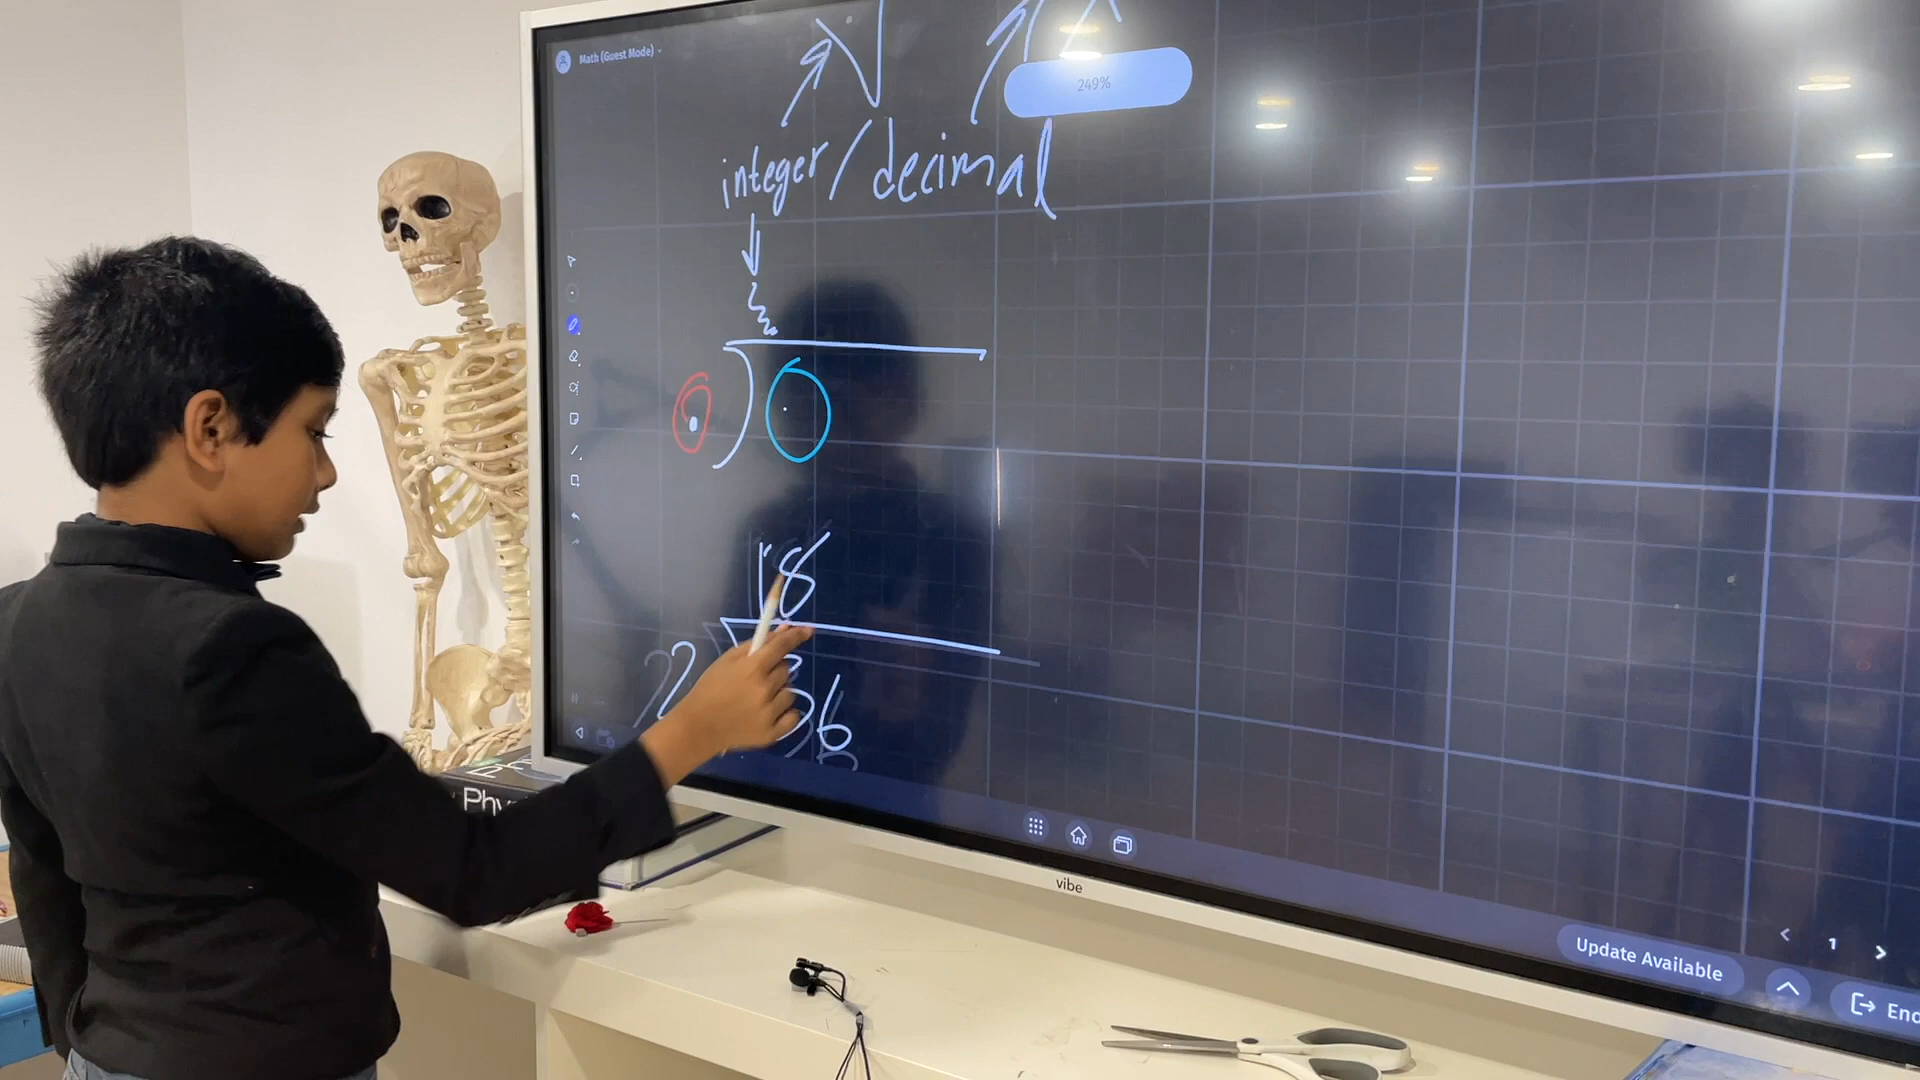 Math (Guest Mode)
249%
integer/decimal
18
2
36
Phy
vibe
Update Available
1
End